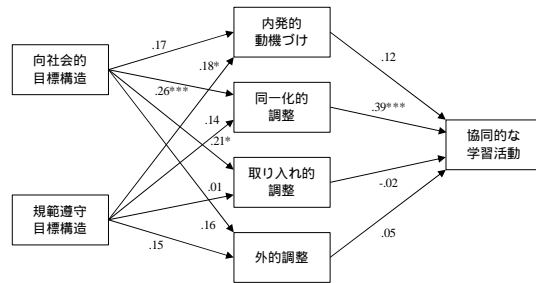 内発的
動機づけ
.17
.12
向社会的
目標構造
.18*
.26***
同一化的
調整
.39***
.14
.21*
協同的な
学習活動
取り入れ的
調整
-.02
.01
規範遵守
目標構造
.16
.05
.15
外的調整